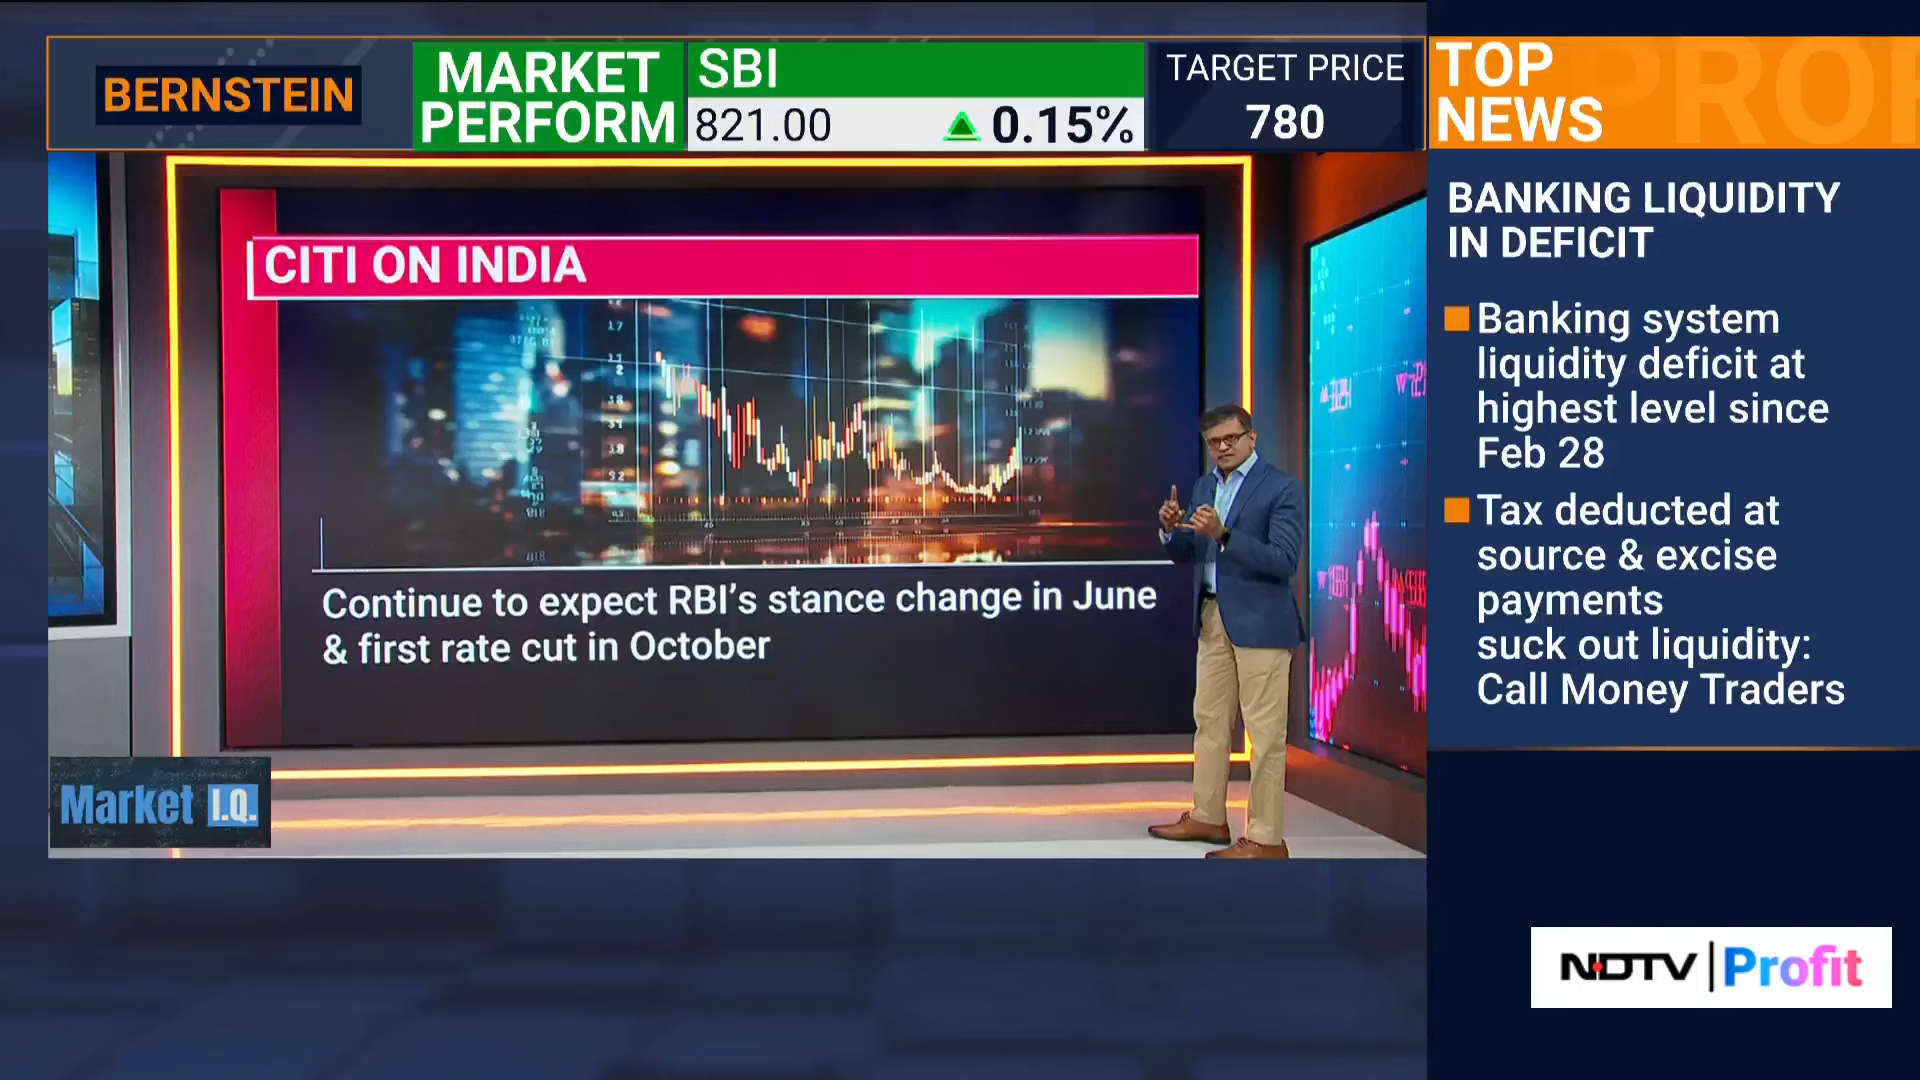 BERNSTEIN
MARKET
PERFORM
SBI
821.00
0.15%
TARGET PRICE
780
TOP
NEWS
CITI ON INDIA
Continue to expect RBI's stance change in June
& first rate cut in October
BANKING LIQUIDITY
IN DEFICIT
Banking system
liquidity deficit at
highest level since
Feb 28
Tax deducted at
source & excise
payments
suck out liquidity:
Call Money Traders
Market I.Q.
NDTV Profit